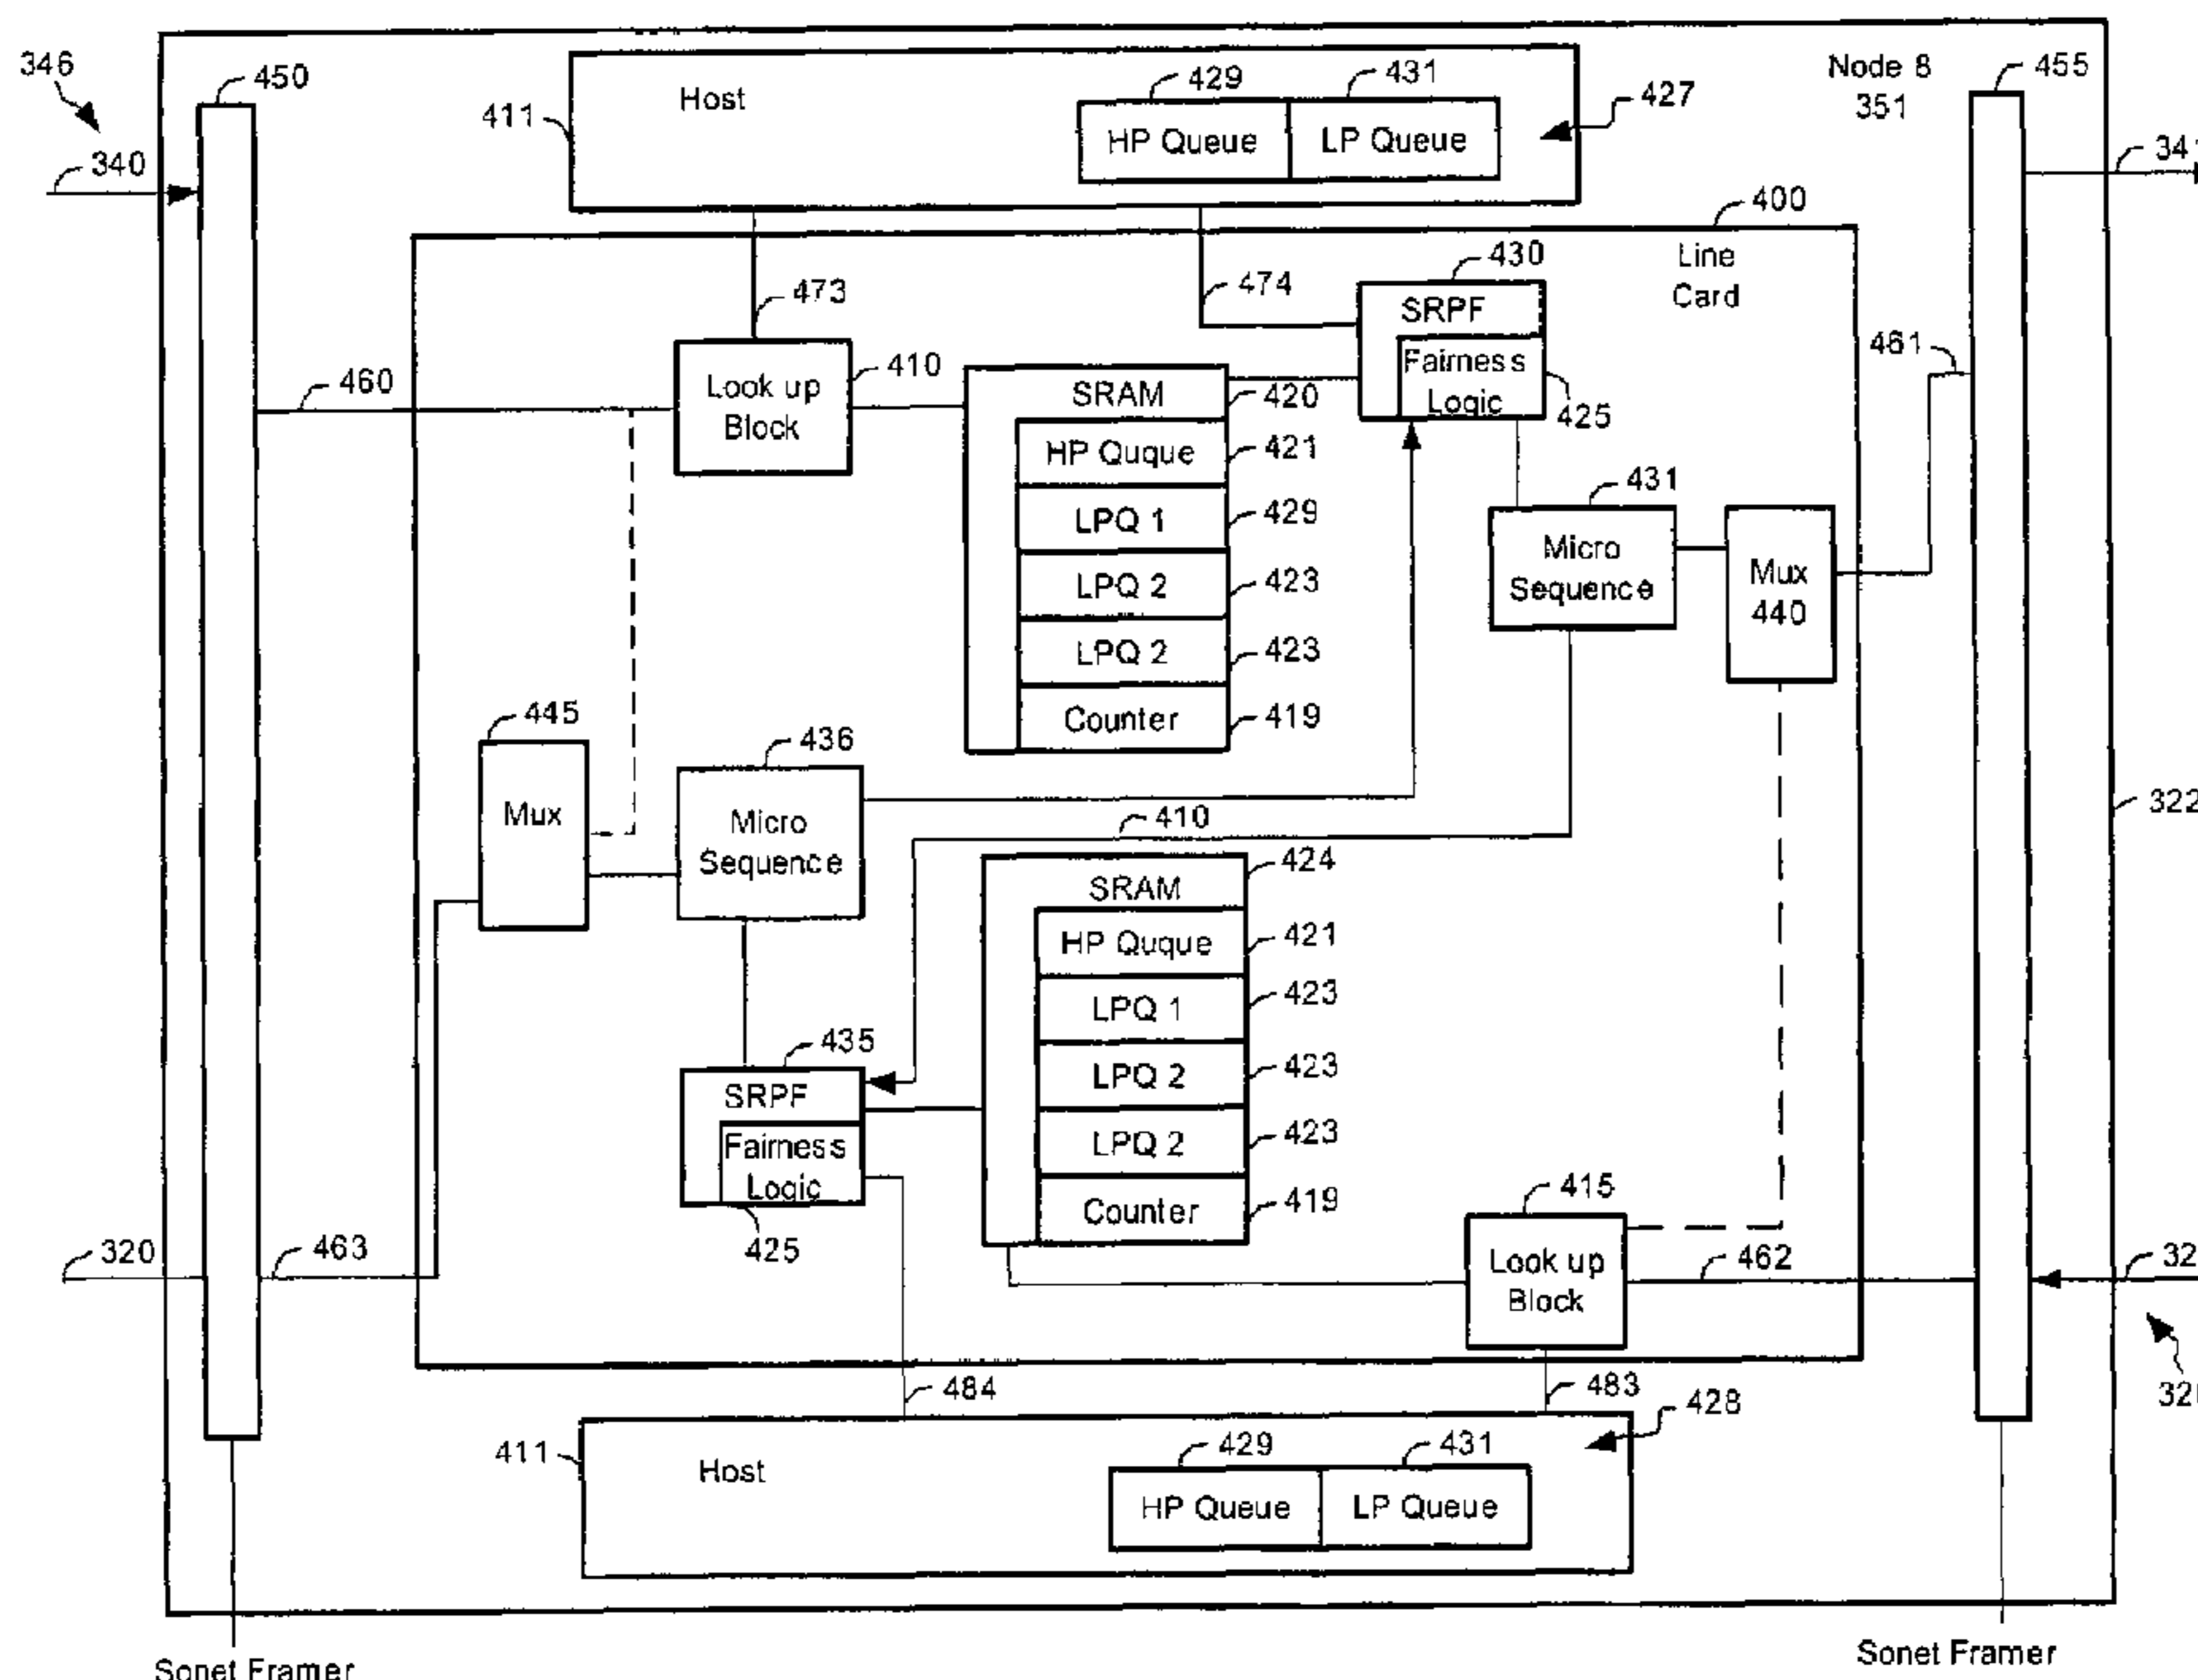 346
450
Host
429
431
427
Node 8
351
455
411
HP Queue
LP Queue
340
400
Line
Card
473
474
430
SRPF
Fairness
Logic
425
461
460
Look up
Block
410
SRAM
420
HP Quque
421
LPQ 1
429
LPQ 2
423
LPQ 2
423
Counter
419
431
Micro
Sequence
Mux
440
445
Mux
436
Micro
Sequence
410
322
424
SRAM
HP Quque
421
LPQ 1
423
LPQ 2
423
LPQ 2
423
Counter
419
435
SRPF
Fairness
Logic
425
415
Look up
Block
462
320
463
484
483
428
411
Host
429
431
HP Queue
LP Queue
Sonet Framer
Sonet Framer